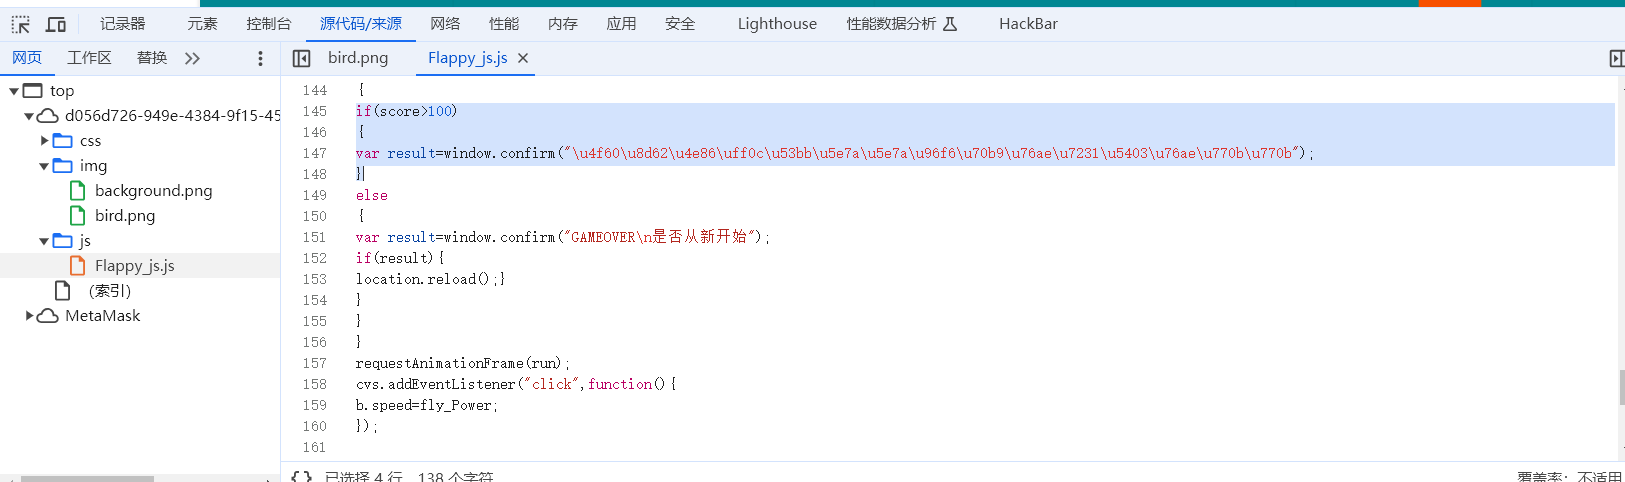 记录器 元素 控制台 源代码/来源 网络 性能 内存 应用 安全 Lighthouse 性能数据分析 HackBar
网页 工作区 替换 bird.png Flappy_js.js
top
d056d726-949e-4384-9f15-45
css
img
background.png
bird.png
js
Flappy_js.js
(索引)
MetaMask
144 {
145 if(score>100)
146 {
147 var result=window.confirm("\u4f60\u8d62\u4e86\uff0c\u53bb\u5e7a\u5e7a\u96f6\u70b9\u76ae\u7231\u5403\u76ae\u770b\u770b");
148 }
149 else
150 {
151 var result=window.confirm("GAMEOVER\n是否从新开始");
152 if(result){
153 location.reload();}
154 }
155 }
156 }
157 requestAnimationFrame(run);
158 cvs.addEventListener("click",function(){
159 b.speed=fly_Power;
160 });
161
{} 已选择 4 行，138 个字符 覆盖率：不适用